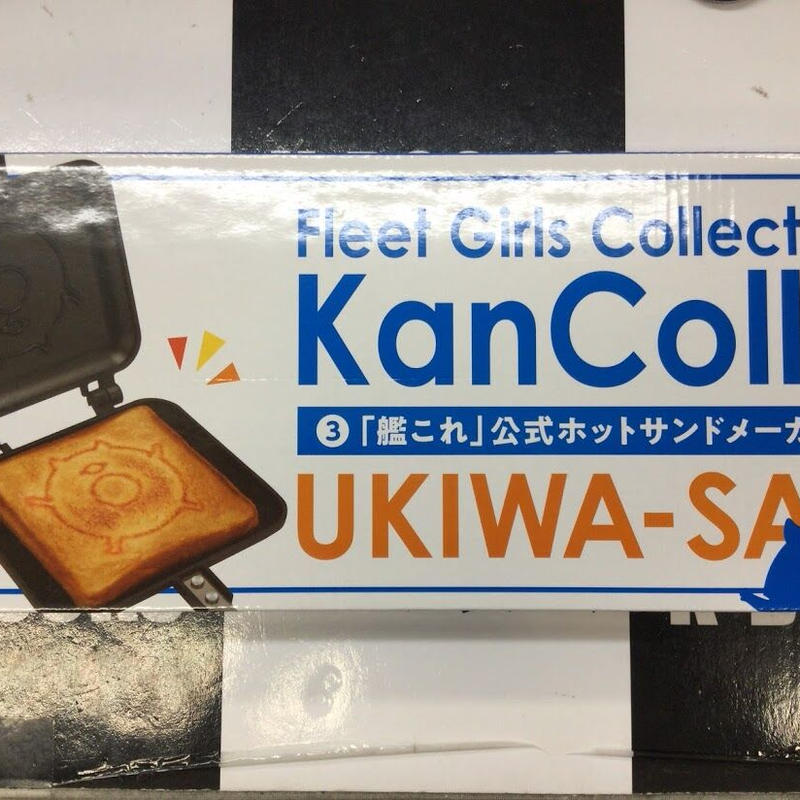 Fleet Girls Collect
KanColl
❸「艦これ」公式ホットサンドメーカ
UKIWA-SA